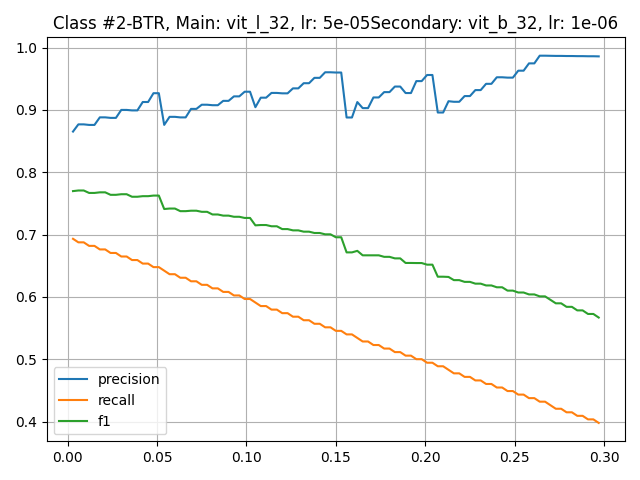 Class #2-BTR, Main: vit_l_32, lr: 5e-05Secondary: vit_b_32, lr: 1e-06
1.0
0.9
0.8
0.7
0.6
0.5
0.4
precision
recall
f1
0.00 0.05 0.10 0.15 0.20 0.25 0.30